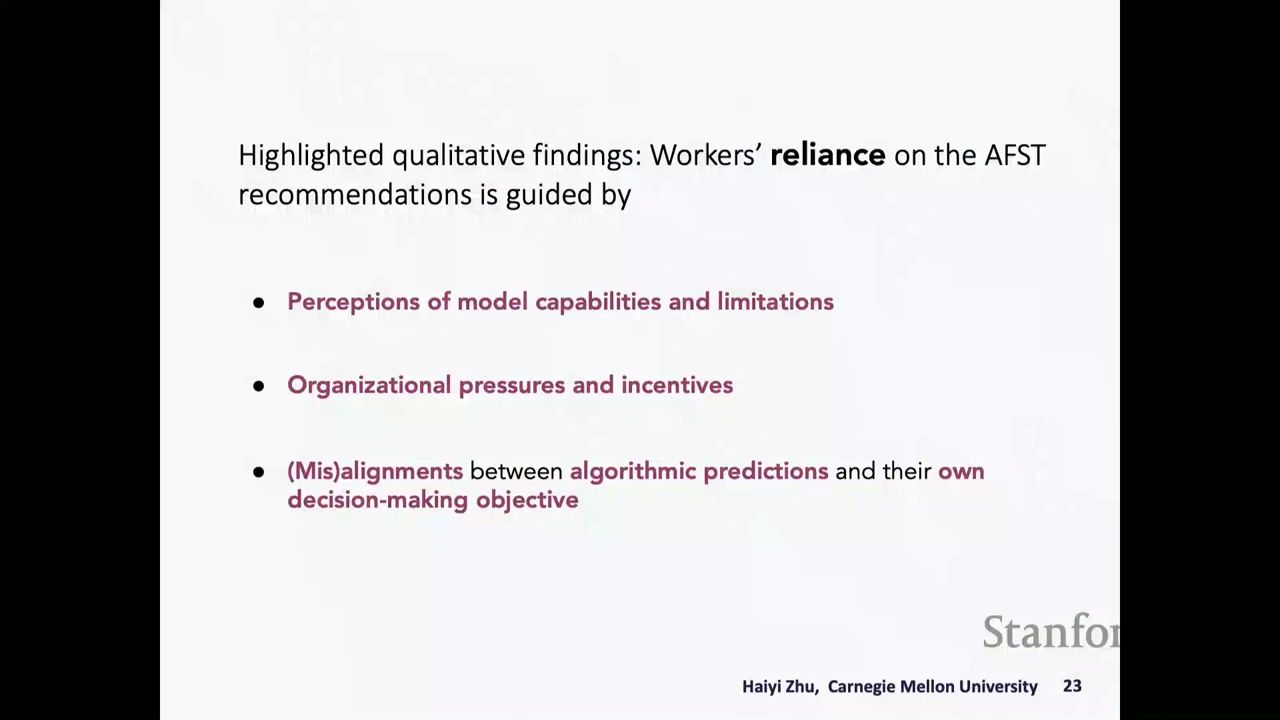 Highlighted qualitative findings: Workers’ reliance on the AFST
recommendations is guided by
● Perceptions of model capabilities and limitations
● Organizational pressures and incentives
● (Mis)alignments between algorithmic predictions and their own
decision-making objective
Stanfor
Haiyi Zhu, Carnegie Mellon University 23